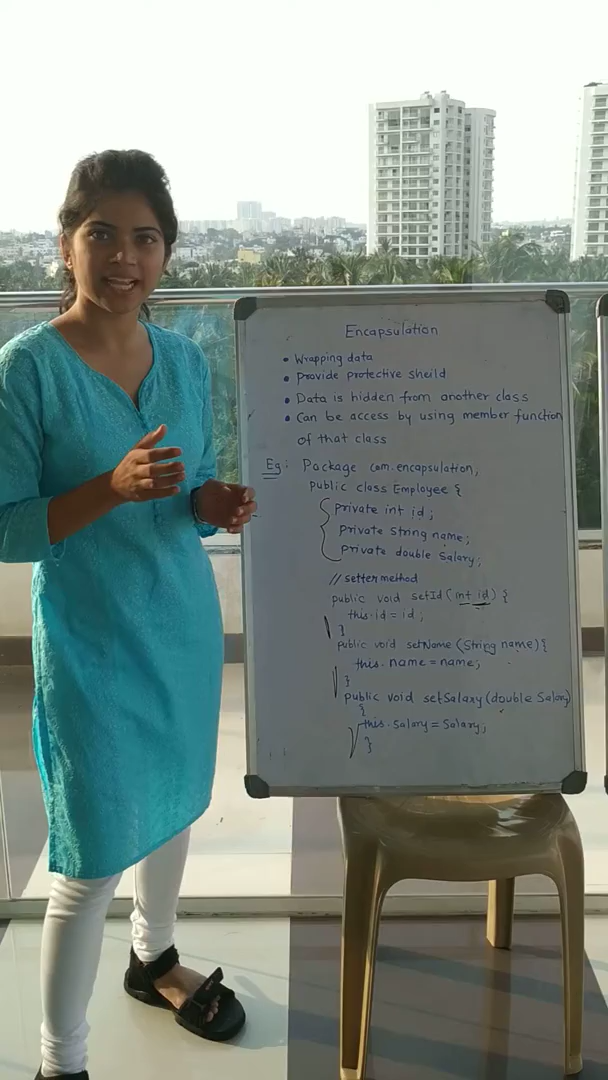 Encapsulation
• Wrapping data
• Provide protective sheild
• Data is hidden from another class
• Can be access by using member function
of that class
Eg: Package com.encapsulation,
public class Employee {
private int id ;
private String name;
private double Salary;
// setter method
public void setId (int id) {
this.id = id ;
}
public void setName (String name) {
this. name = name;
}
public void setSalary (double Salary)
{
this. Salary = Salary;
}